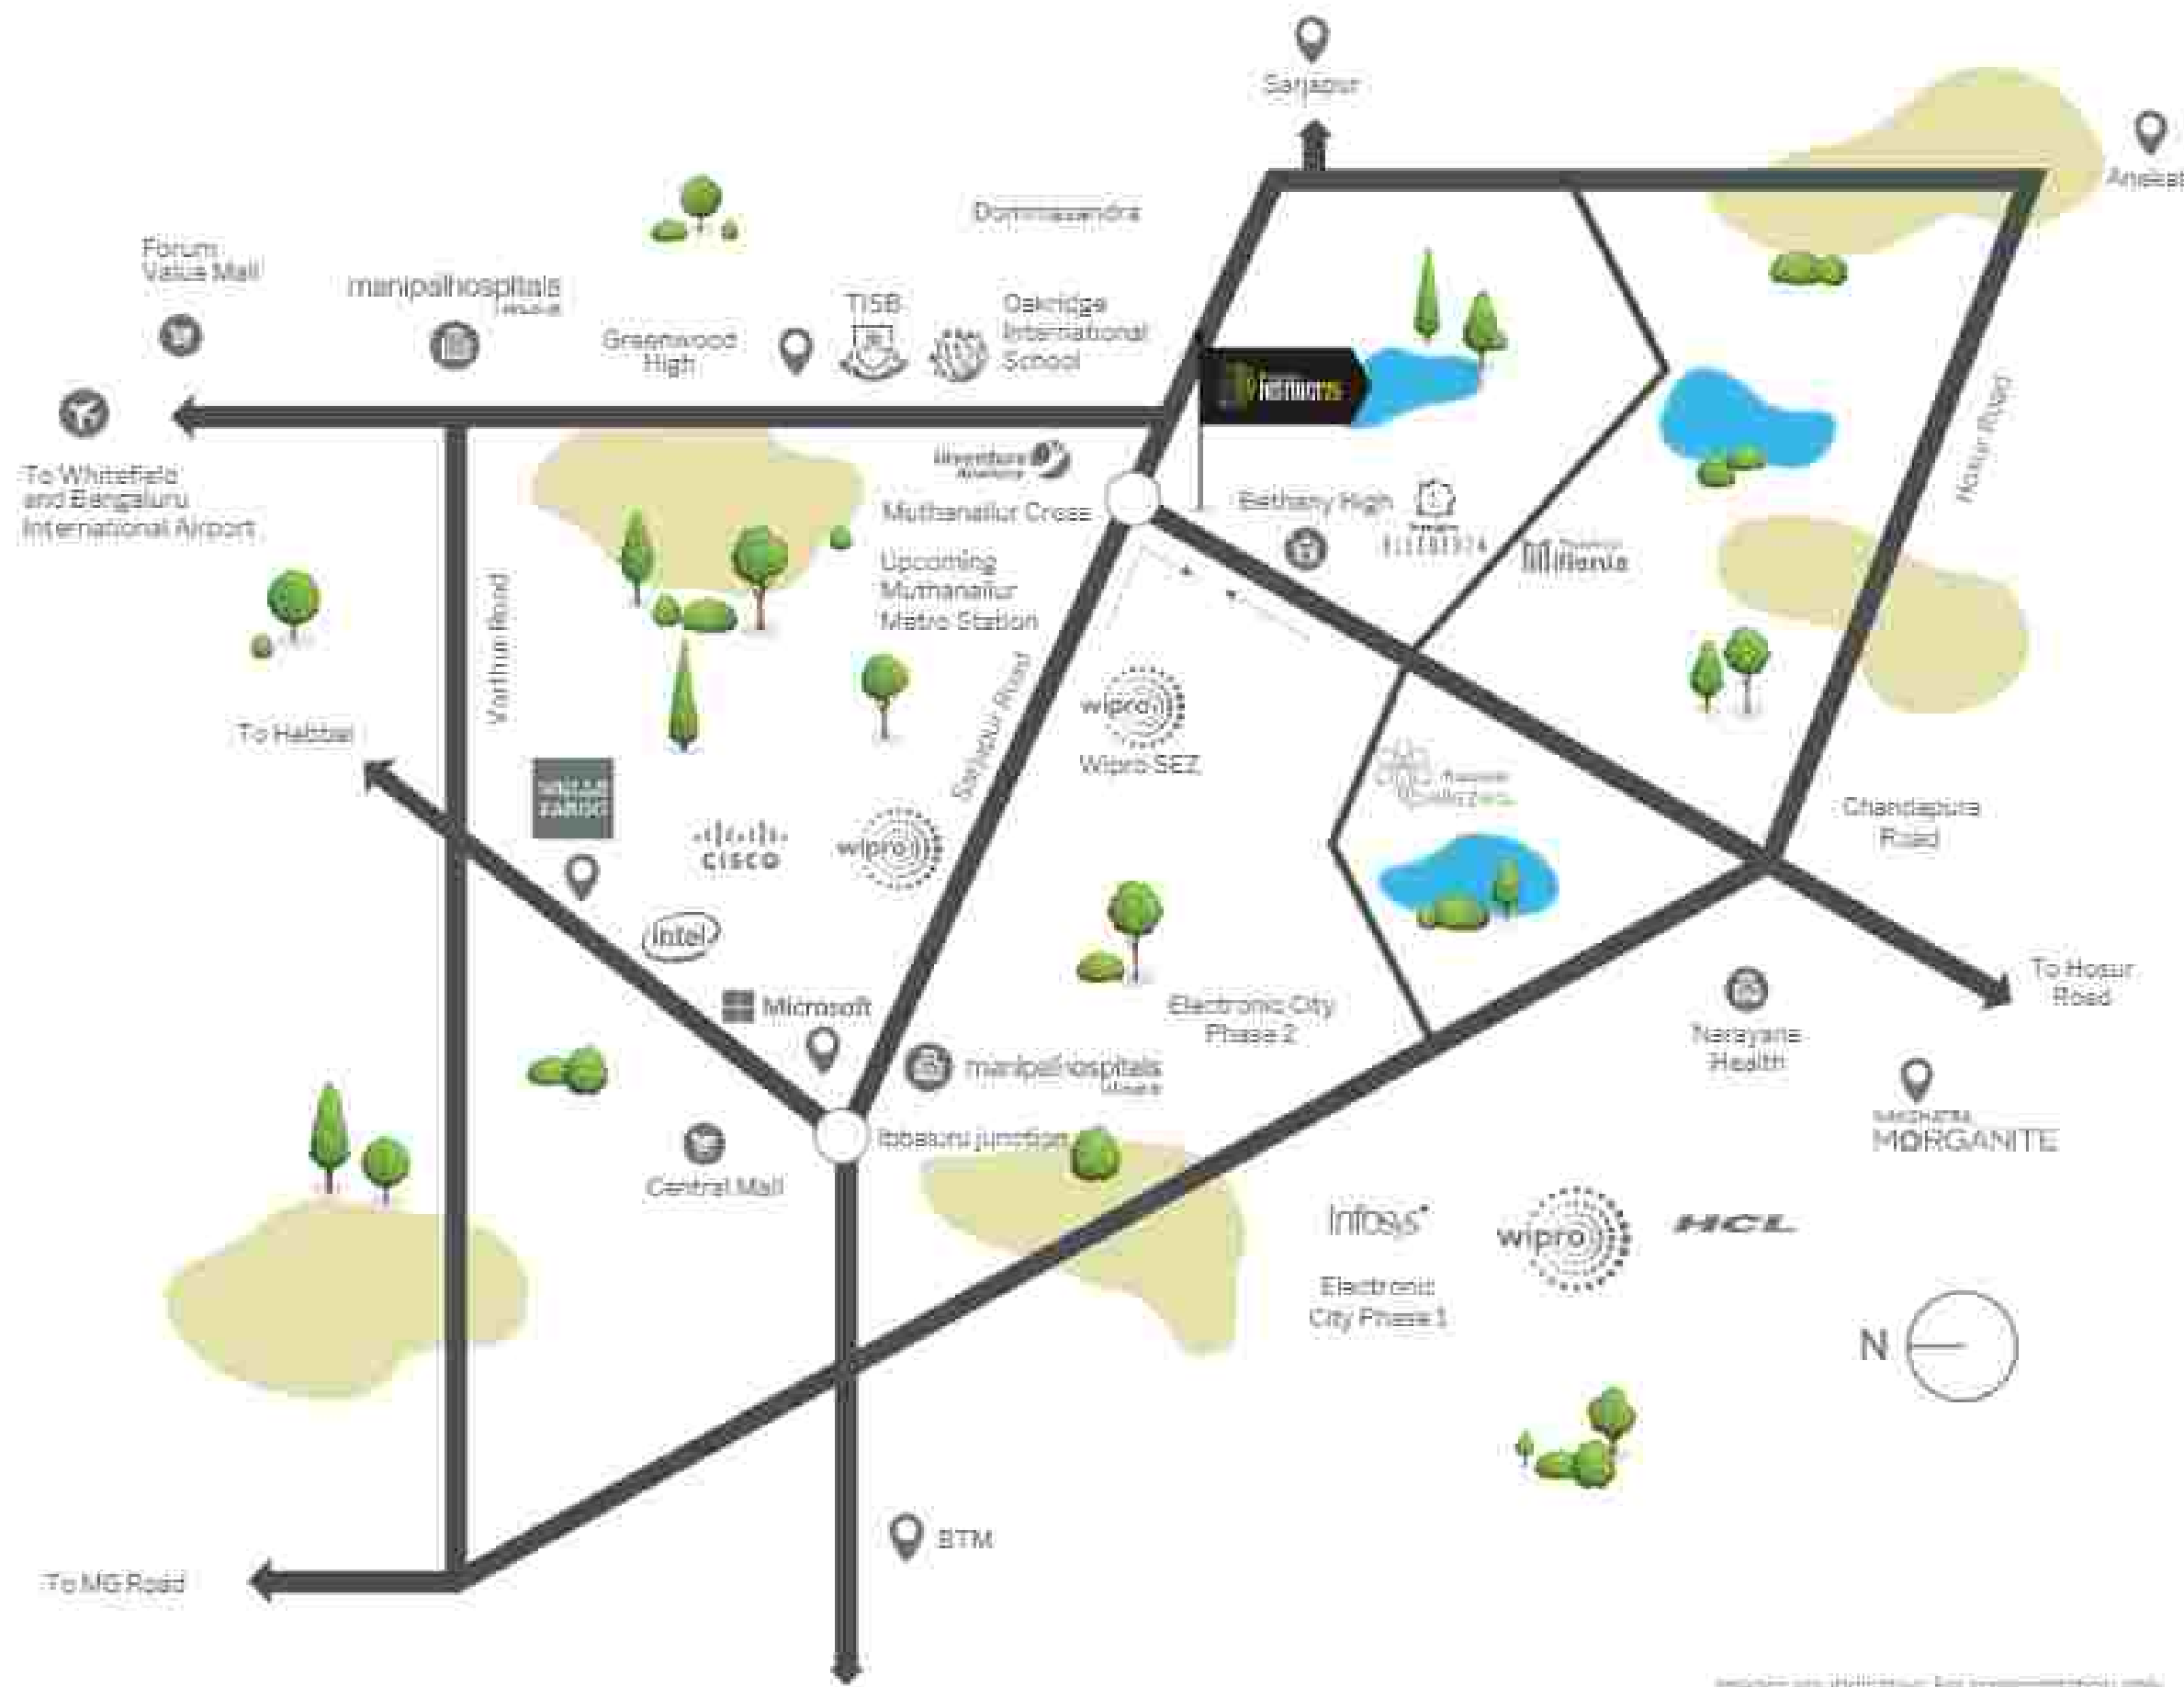 Sarjapur
Dommasandra
Forum
Value Mall
manipalhospitals
Greenwood
High
TISB
Oakridge
International
School
To Whitefield
and Bengaluru
International Airport
Hosur Road
Inventure
Academy
Muthanallur Cross
Bethany High
Upcoming
Muthanallur
Metro Station
Varthur Road
Sarjapur Road
wipro
Wipro SEZ
To Hebbal
CISCO
wipro
Chandapura
Road
intel
To Hosur
Road
Microsoft
Electronic City
Phase 2
Narayana
Health
manipalhospitals
MORGANITE
Central Mall
Infosys
wipro
HCL
Electronic
City Phase 1
N
BTM
To MG Road